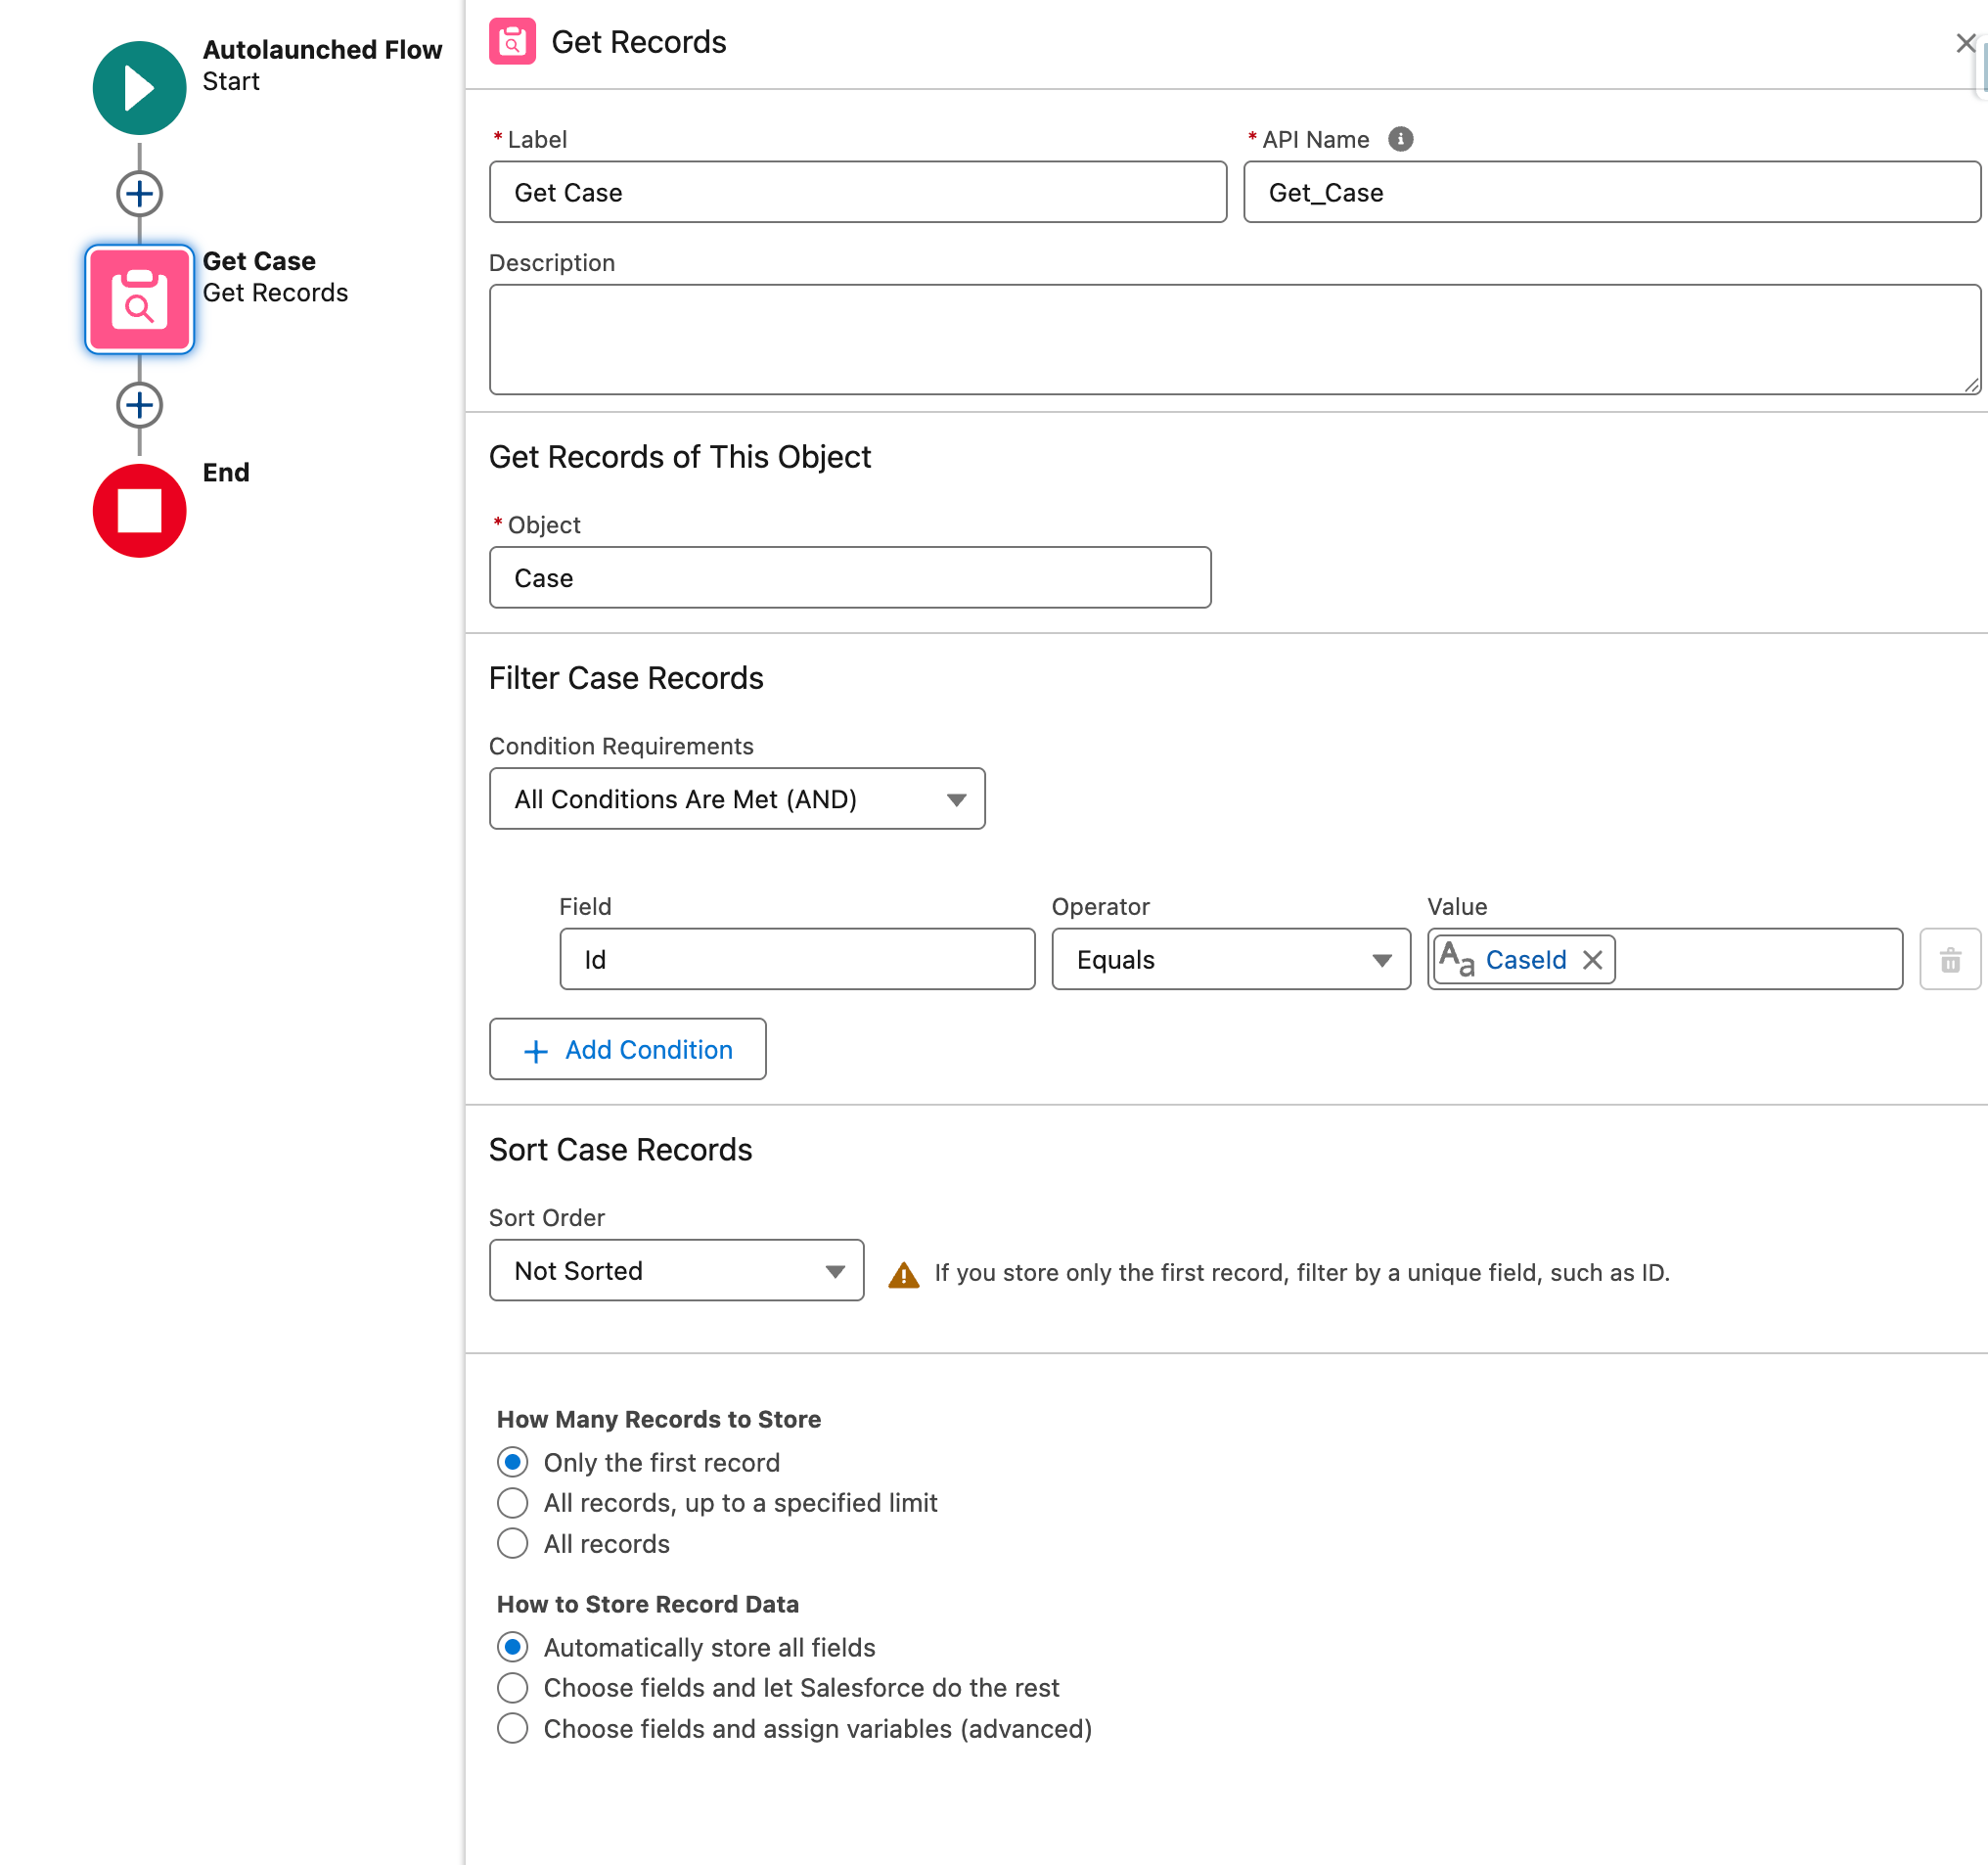 Autolaunched Flow
Start
Get Case
Get Records
End
Get Records
* Label
Get Case
* API Name
Get_Case
Description
Get Records of This Object
* Object
Case
Filter Case Records
Condition Requirements
All Conditions Are Met (AND)
Field
Id
Operator
Equals
Value
Aa CaseId
Add Condition
Sort Case Records
Sort Order
Not Sorted
If you store only the first record, filter by a unique field, such as ID.
How Many Records to Store
Only the first record
All records, up to a specified limit
All records
How to Store Record Data
Automatically store all fields
Choose fields and let Salesforce do the rest
Choose fields and assign variables (advanced)